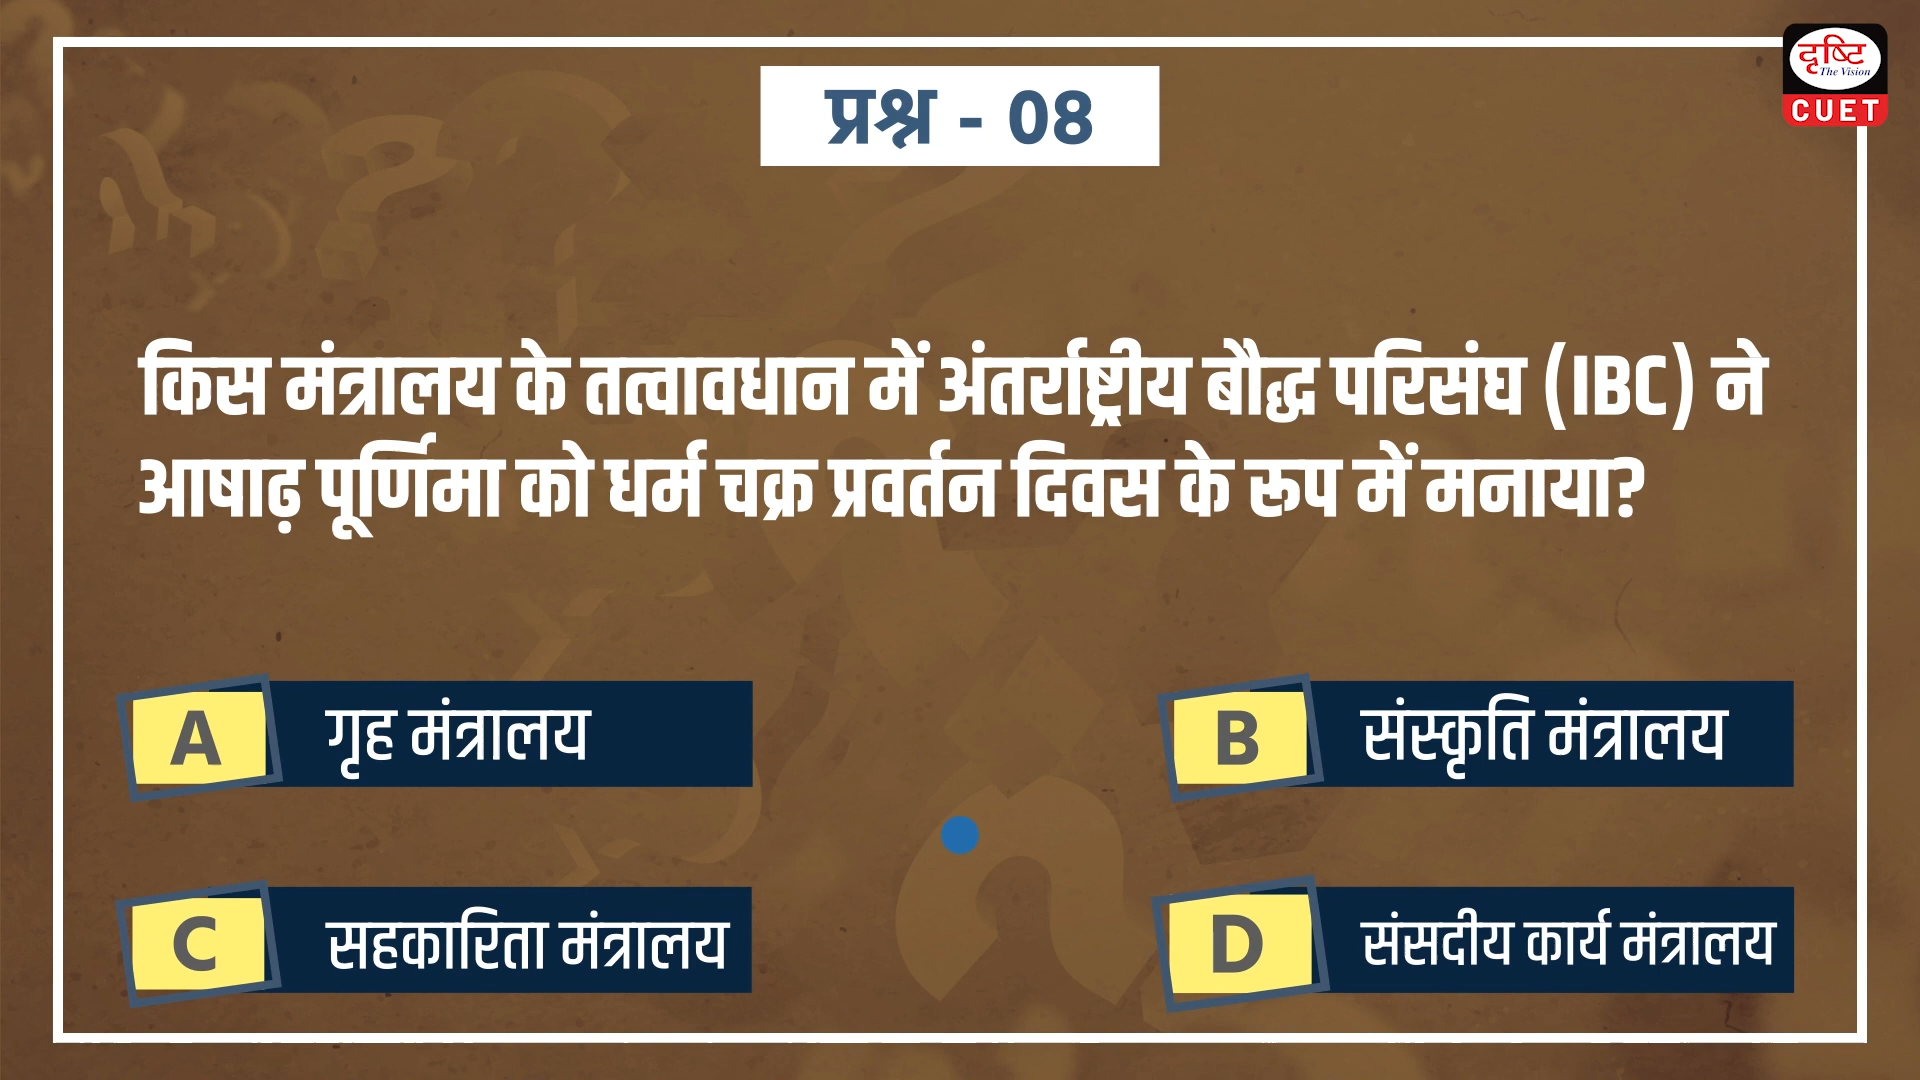 दृष्टि
The Vision
CUET
प्रश्न - 08
किस मंत्रालय के तत्वावधान में अंतर्राष्ट्रीय बौद्ध परिसंघ (IBC) ने
आषाढ़ पूर्णिमा को धर्म चक्र प्रवर्तन दिवस के रूप में मनाया?
A गृह मंत्रालय
B संस्कृति मंत्रालय
C सहकारिता मंत्रालय
D संसदीय कार्य मंत्रालय